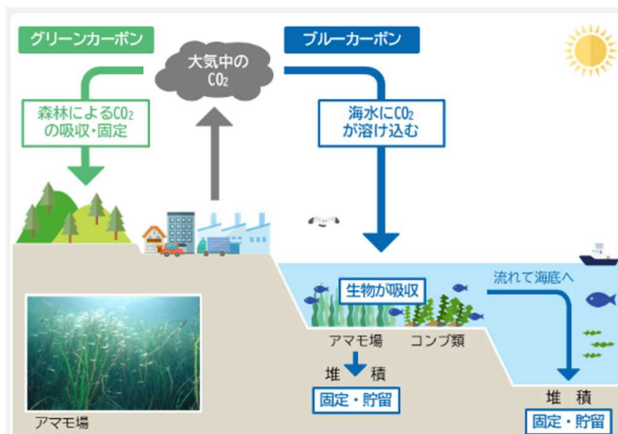 グリーンカーボン
大気中の
CO₂
ブルーカーボン
森林によるCO₂
の吸収・固定
海水にCO₂
が溶け込む
生物が吸収
流れて海底へ
アマモ場
コンブ類
堆 積
固定・貯留
堆 積
固定・貯留
アマモ場